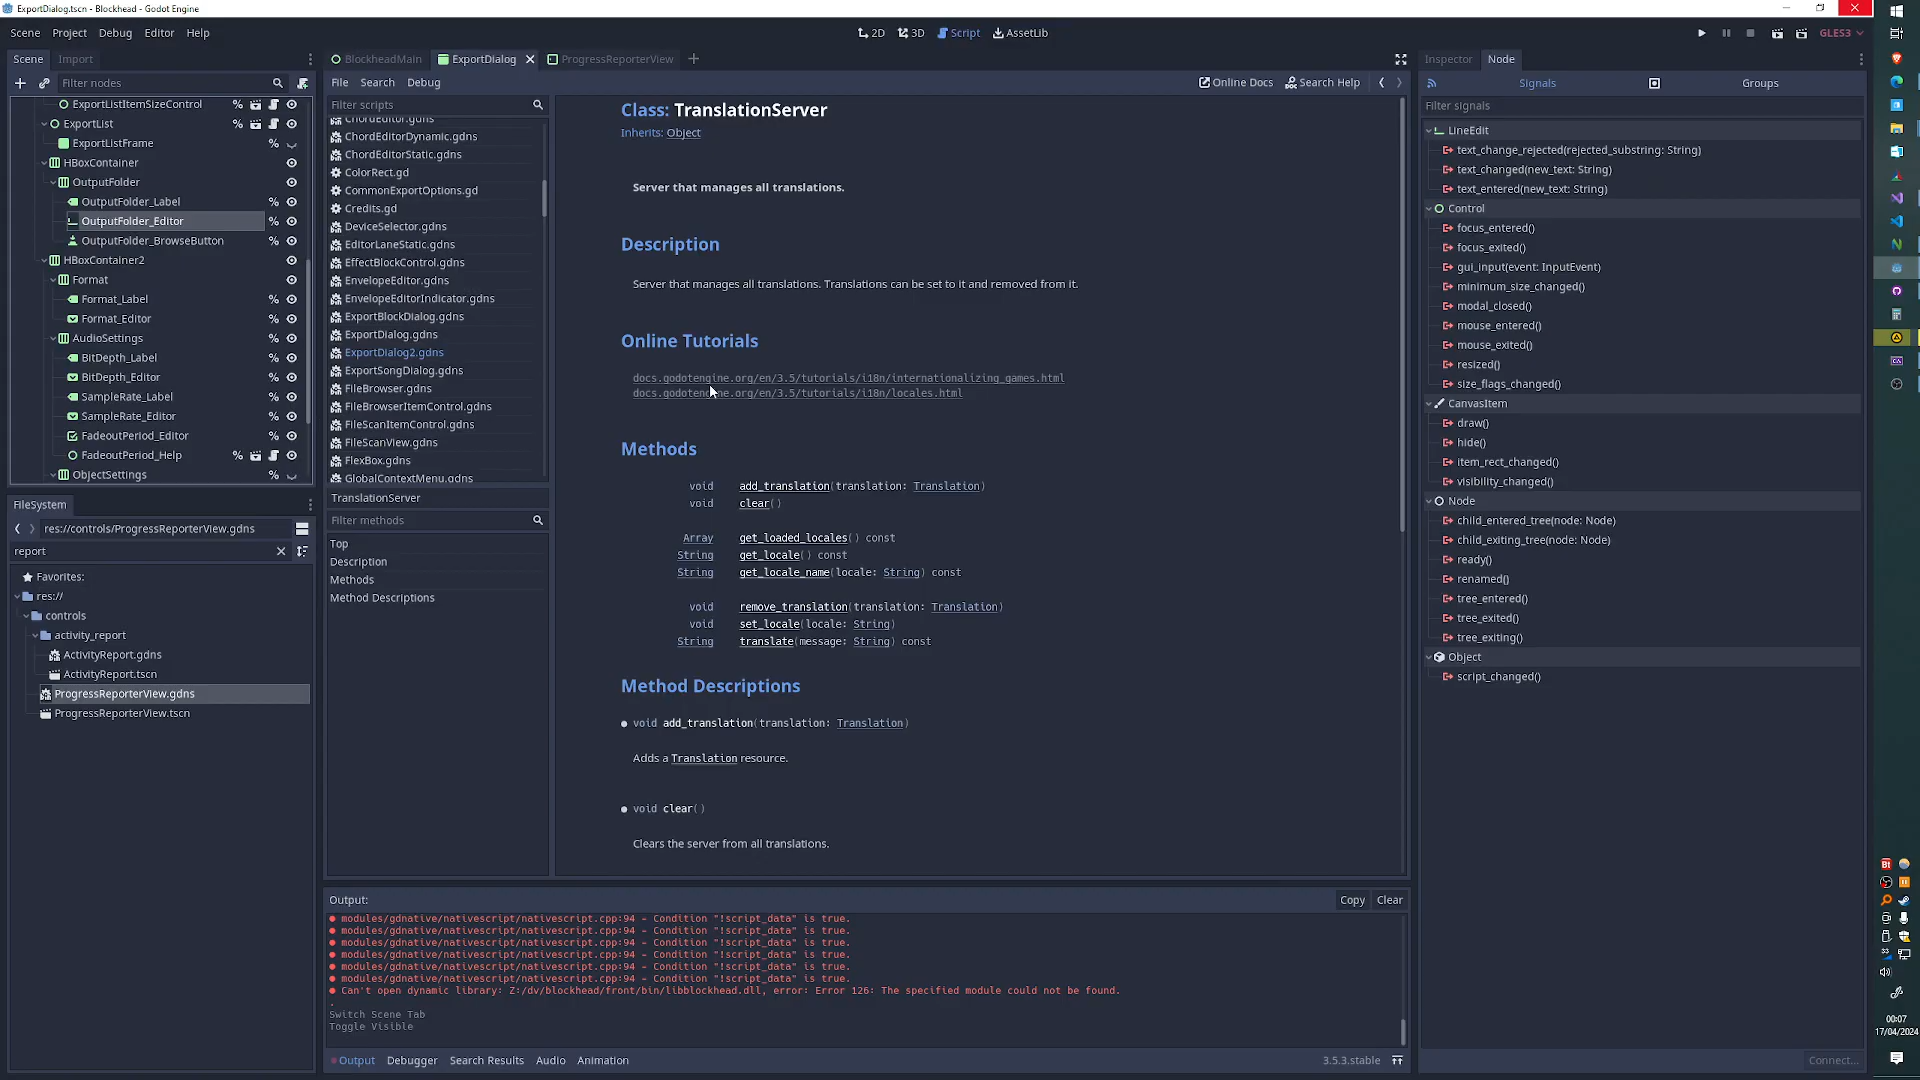 ExportDialog.tscn - Blockhead - Godot Engine
Scene Project Debug Editor Help
2D 3D Script AssetLib
GLES3
Scene Import
Filter nodes
ExportListItemSizeControl
ExportList
ExportListFrame
HBoxContainer
OutputFolder
OutputFolder_Label
OutputFolder_Editor
OutputFolder_BrowseButton
HBoxContainer2
Format
Format_Label
Format_Editor
AudioSettings
BitDepth_Label
BitDepth_Editor
SampleRate_Label
SampleRate_Editor
FadeoutPeriod_Editor
FadeoutPeriod_Help
ObjectSettings
FileSystem
res://controls/ProgressReporterView.gdns
report
Favorites:
res://
controls
activity_report
ActivityReport.gdns
ActivityReport.tscn
ProgressReporterView.gdns
ProgressReporterView.tscn
BlockheadMain ExportDialog ProgressReporterView
File Search Debug
Online Docs Search Help
Filter scripts
ChordEditor.gdns
ChordEditorDynamic.gdns
ChordEditorStatic.gdns
ColorRect.gd
CommonExportOptions.gd
Credits.gd
DeviceSelector.gdns
EditorLaneStatic.gdns
EffectBlockControl.gdns
EnvelopeEditor.gdns
EnvelopeEditorIndicator.gdns
ExportBlockDialog.gdns
ExportDialog.gdns
ExportDialog2.gdns
ExportSongDialog.gdns
FileBrowser.gdns
FileBrowserItemControl.gdns
FileScanItemControl.gdns
FileScanView.gdns
FlexBox.gdns
GlobalContextMenu.gdns
TranslationServer
Filter methods
Top
Description
Methods
Method Descriptions
Class: TranslationServer
Inherits: Object
Server that manages all translations.
Description
Server that manages all translations. Translations can be set to it and removed from it.
Online Tutorials
docs.godotengine.org/en/3.5/tutorials/i18n/internationalizing_games.html
docs.godotengine.org/en/3.5/tutorials/i18n/locales.html
Methods
void add_translation(translation: Translation)
void clear()
Array get_loaded_locales() const
String get_locale() const
String get_locale_name(locale: String) const
void remove_translation(translation: Translation)
void set_locale(locale: String)
String translate(message: String) const
Method Descriptions
void add_translation(translation: Translation)
Adds a Translation resource.
void clear()
Clears the server from all translations.
Output:
Copy Clear
modules/gdnative/nativescript/nativescript.cpp:94 - Condition "!script_data" is true.
modules/gdnative/nativescript/nativescript.cpp:94 - Condition "!script_data" is true.
modules/gdnative/nativescript/nativescript.cpp:94 - Condition "!script_data" is true.
modules/gdnative/nativescript/nativescript.cpp:94 - Condition "!script_data" is true.
modules/gdnative/nativescript/nativescript.cpp:94 - Condition "!script_data" is true.
modules/gdnative/nativescript/nativescript.cpp:94 - Condition "!script_data" is true.
Can't open dynamic library: Z:/dv/blockhead/front/bin/libblockhead.dll, error: Error 126: The specified module could not be found.
.
Switch Scene Tab
Toggle Visible
Output Debugger Search Results Audio Animation
3.5.3.stable
Inspector Node
Signals Groups
Filter signals
LineEdit
text_change_rejected(rejected_substring: String)
text_changed(new_text: String)
text_entered(new_text: String)
Control
focus_entered()
focus_exited()
gui_input(event: InputEvent)
minimum_size_changed()
modal_closed()
mouse_entered()
mouse_exited()
resized()
size_flags_changed()
CanvasItem
draw()
hide()
item_rect_changed()
visibility_changed()
Node
child_entered_tree(node: Node)
child_exiting_tree(node: Node)
ready()
renamed()
tree_entered()
tree_exited()
tree_exiting()
Object
script_changed()
Connect...
00:07
17/04/2024